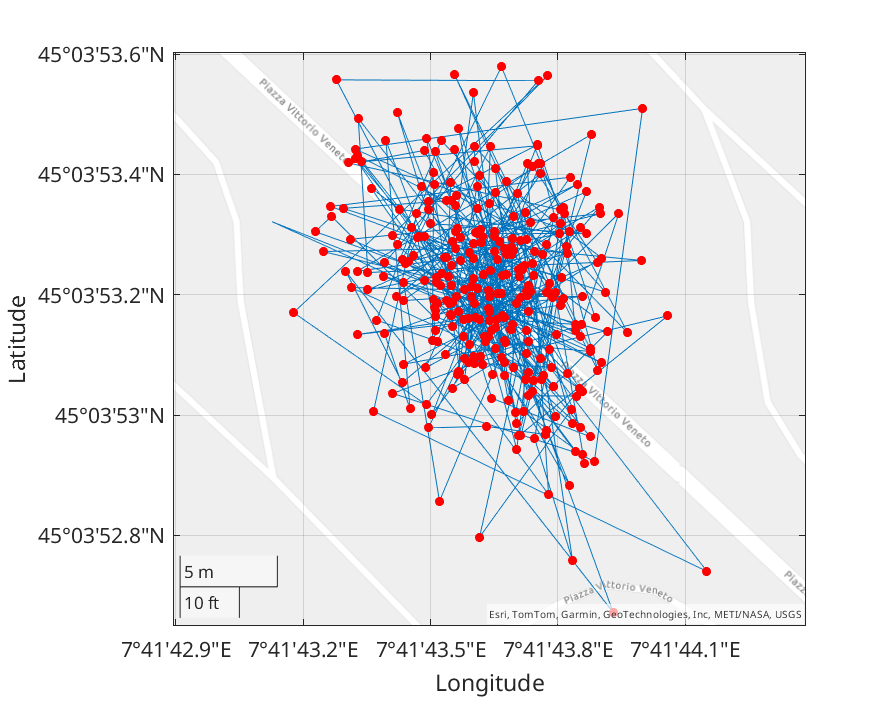 45°03'53.6"N
45°03'53.4"N
45°03'53.2"N
45°03'53"N
45°03'52.8"N
Latitude
Piazza Vittorio Veneto
Vittorio Veneto
Piazza Vittorio Veneto
Piazz
5 m
10 ft
Esri, TomTom, Garmin, GeoTechnologies, Inc, METI/NASA, USGS
7°41'42.9"E 7°41'43.2"E 7°41'43.5"E 7°41'43.8"E 7°41'44.1"E
Longitude